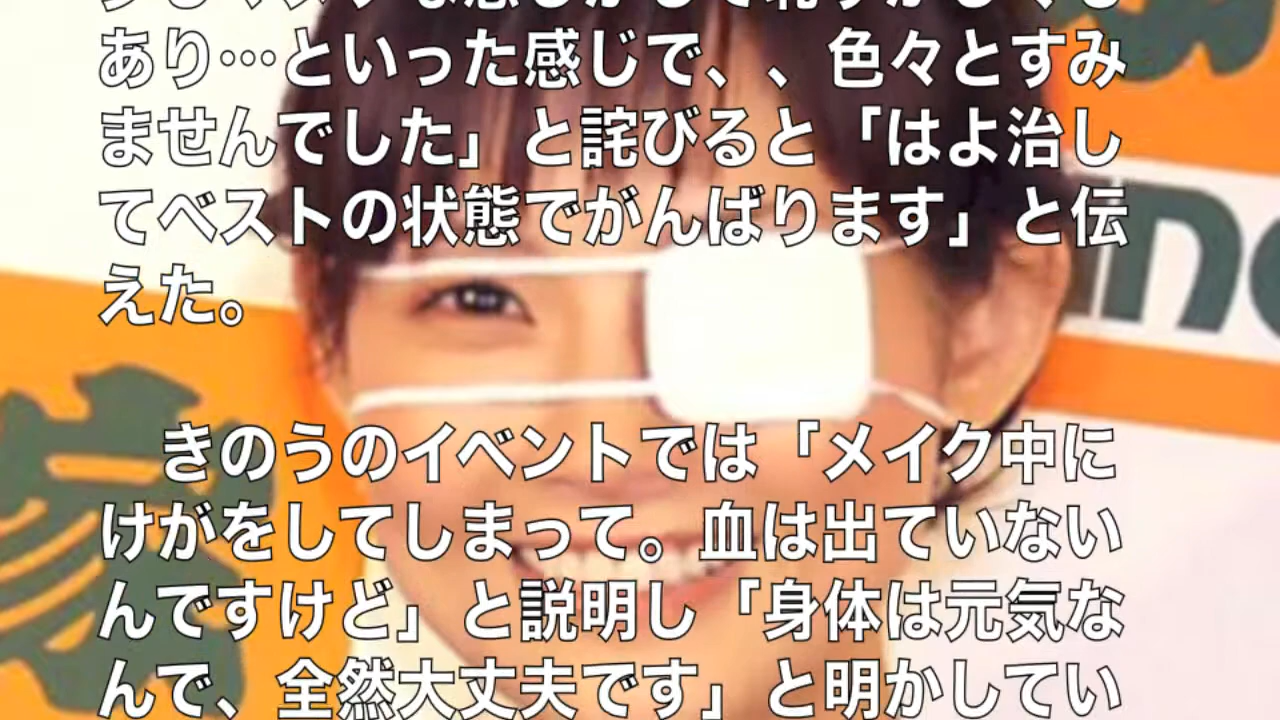 あり…といった感じで、、色々とすみ
ませんでした」と詫びると「はよ治し
てベストの状態でがんばります」と伝
えた。
きのうのイベントでは「メイク中に
けがをしてしまって。血は出ていない
んですけど」と説明し「身体は元気な
んで、全然大丈夫です」と明かしてい
家